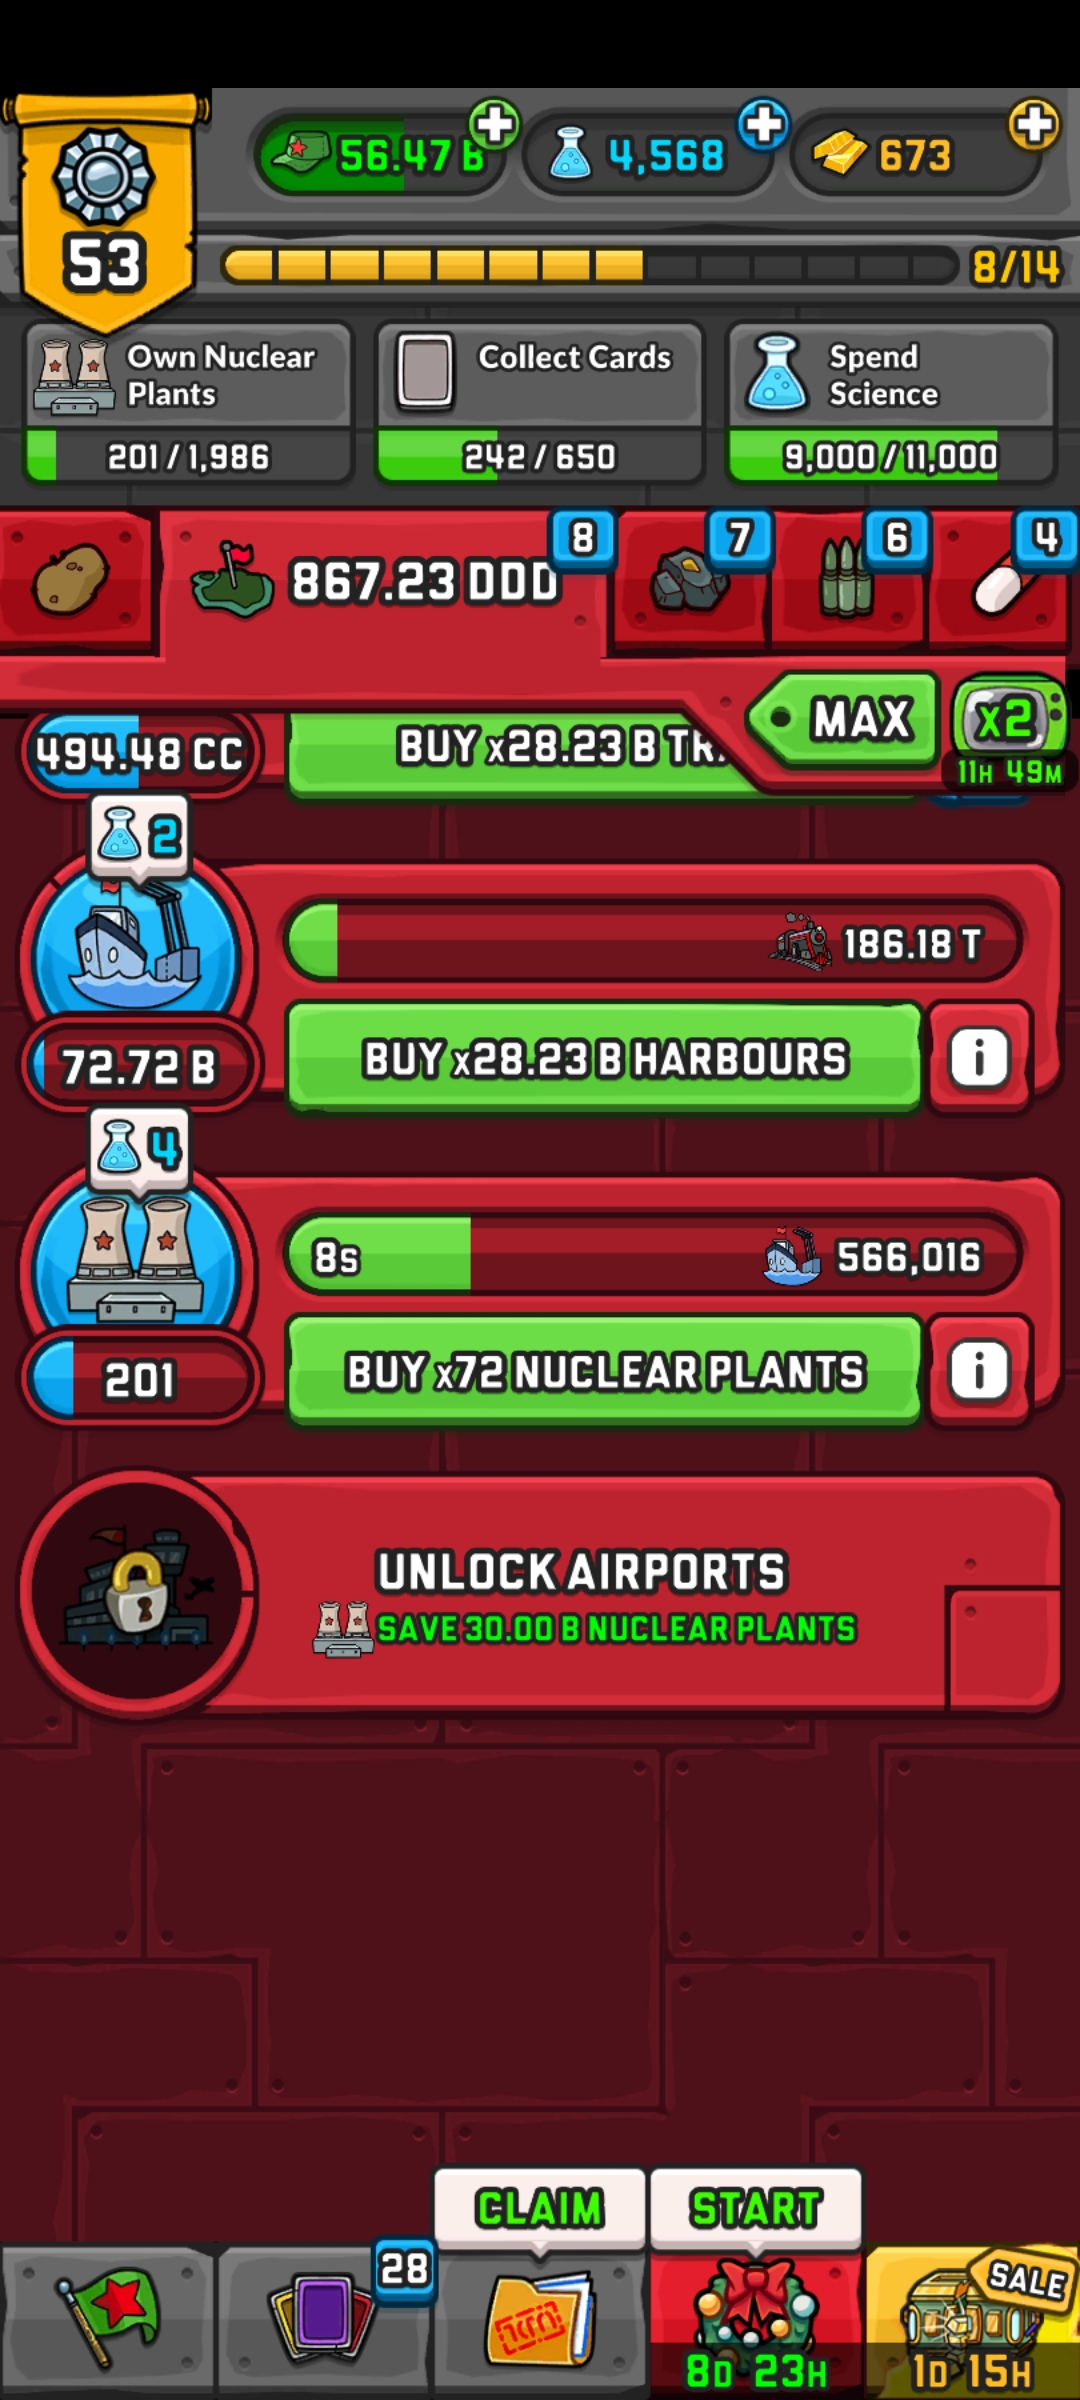 56.47 B
4,568
673
53
8/14
Own Nuclear
Plants
201 / 1,986
Collect Cards
242 / 650
Spend
Science
9,000 / 11,000
867.23 DDD
8
7
6
4
MAX
x2
11H 49M
494.48 CC
BUY x28.23 B
2
186.18 T
72.72 B
BUY x28.23 B HARBOURS
i
4
8s
566,016
201
BUY x72 NUCLEAR PLANTS
i
UNLOCK AIRPORTS
SAVE 30.00 B NUCLEAR PLANTS
CLAIM
START
28
SALE
8D 23H
1D 15H